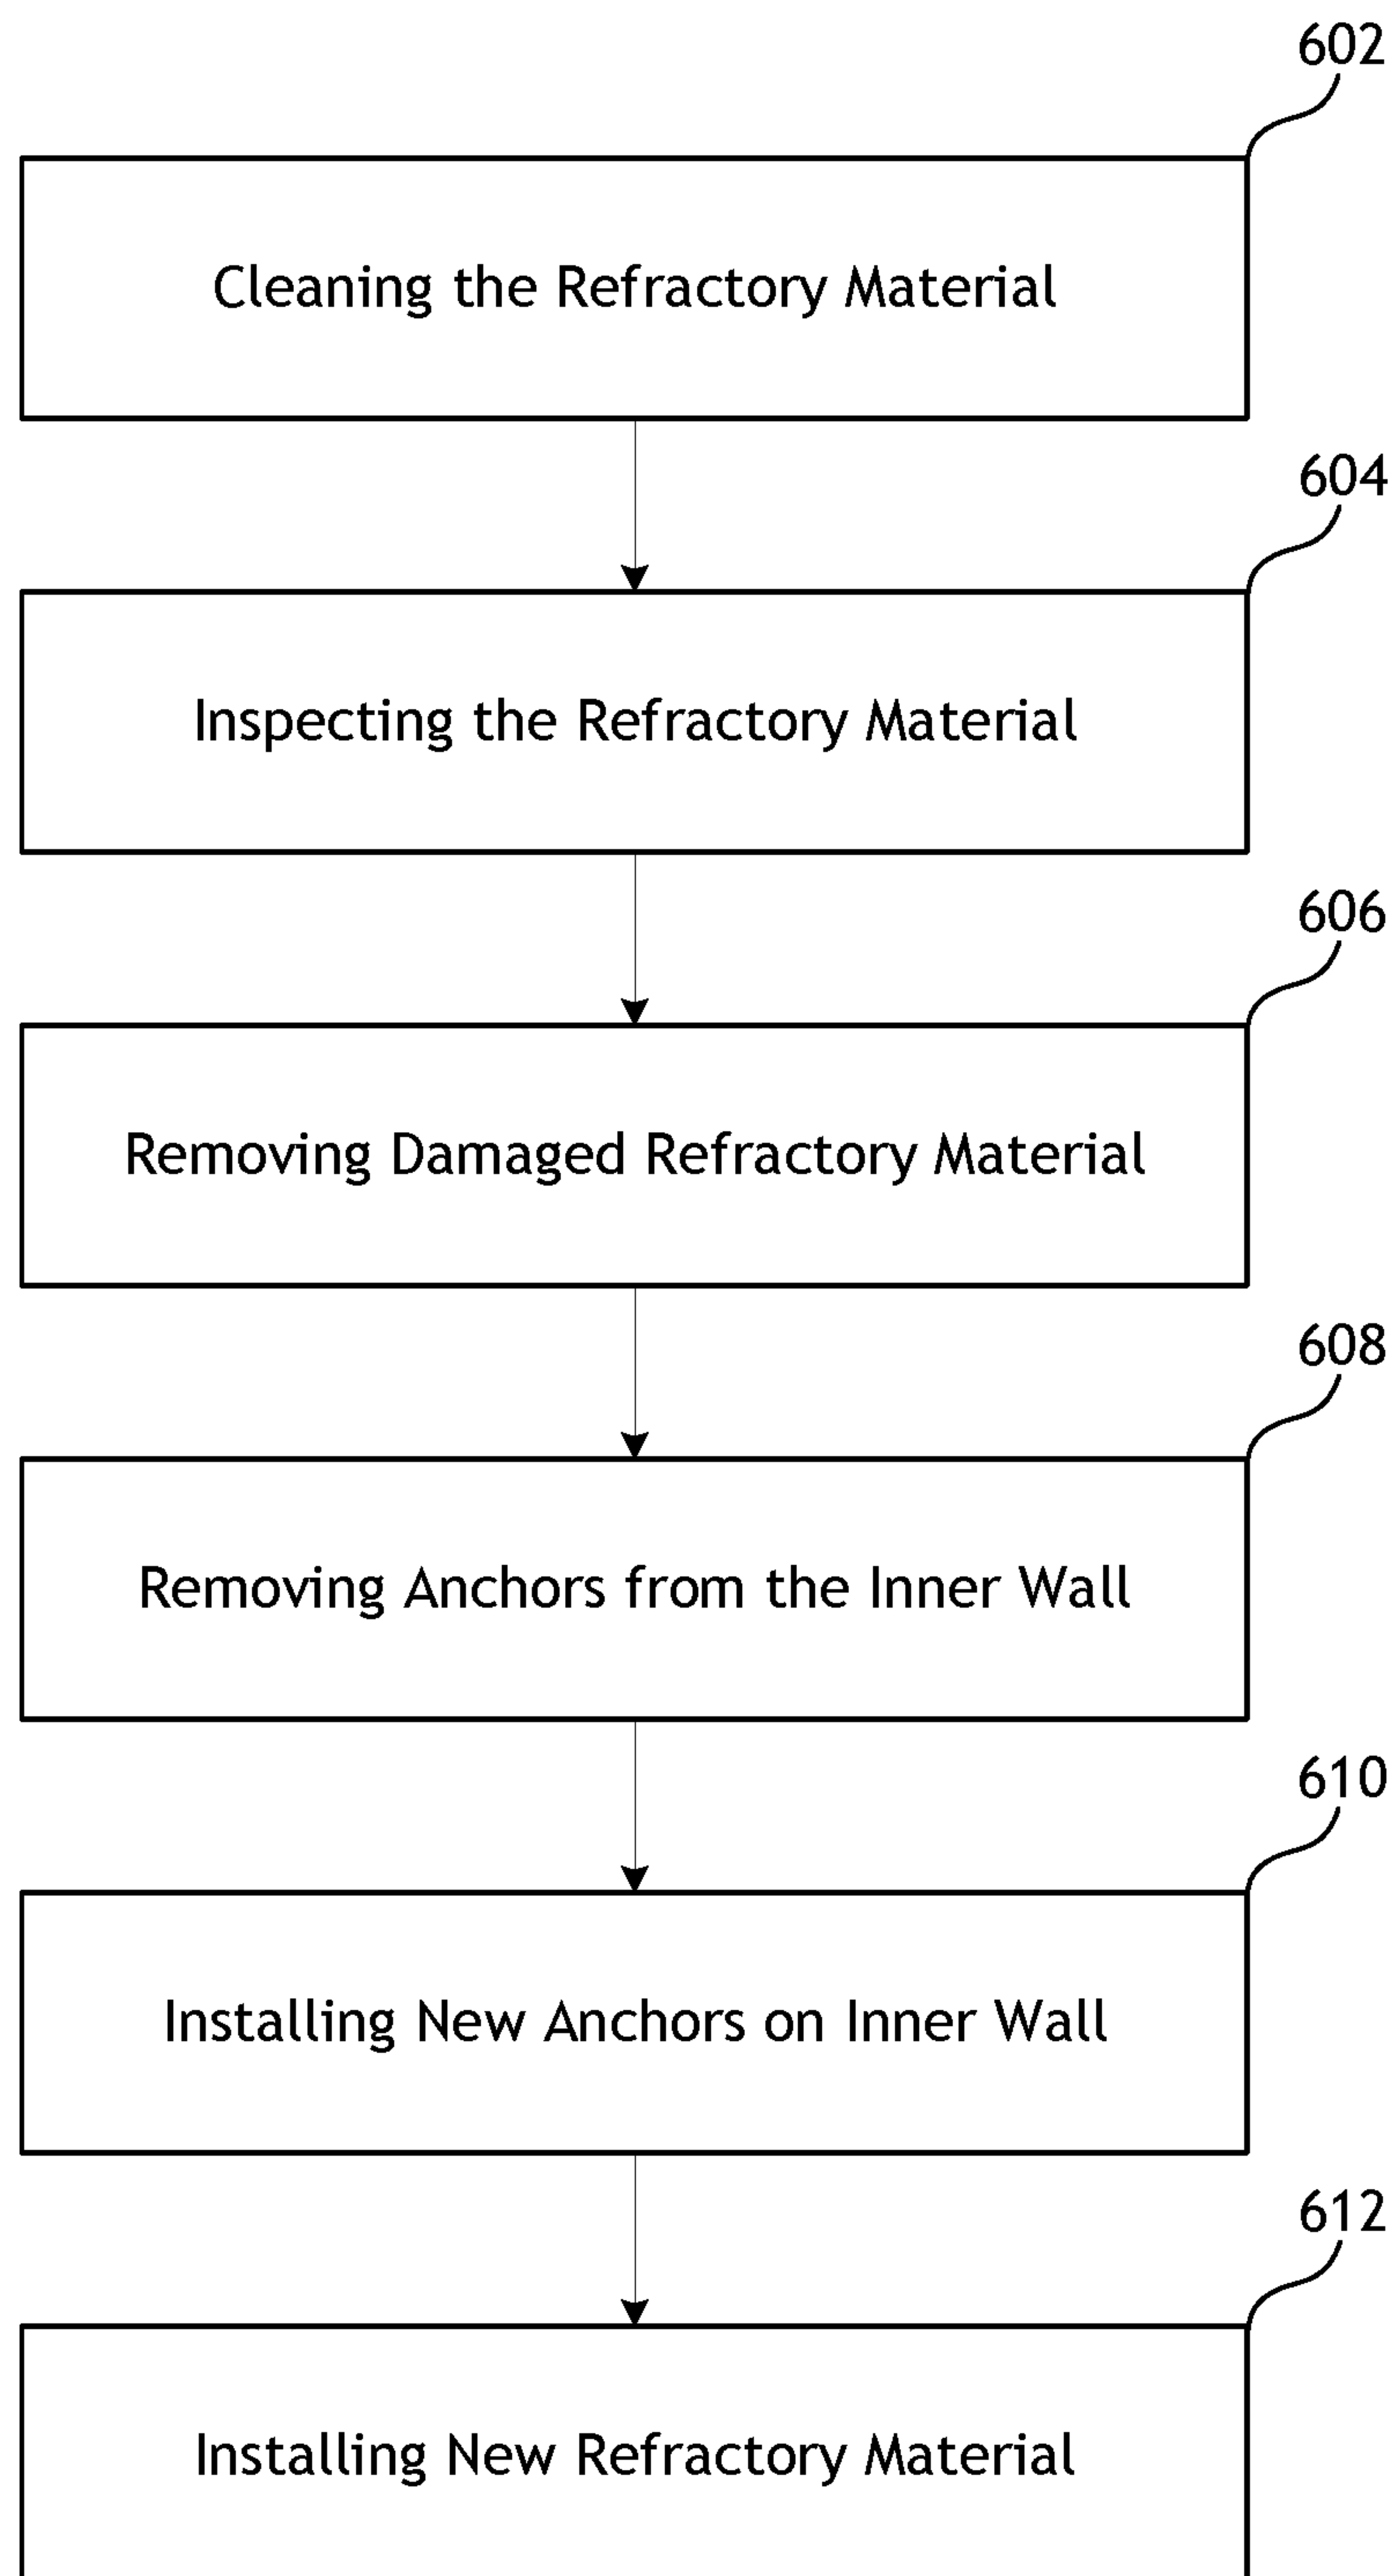 602
Cleaning the Refractory Material
604
Inspecting the Refractory Material
606
Removing Damaged Refractory Material
608
Removing Anchors from the Inner Wall
610
Installing New Anchors on Inner Wall
612
Installing New Refractory Material